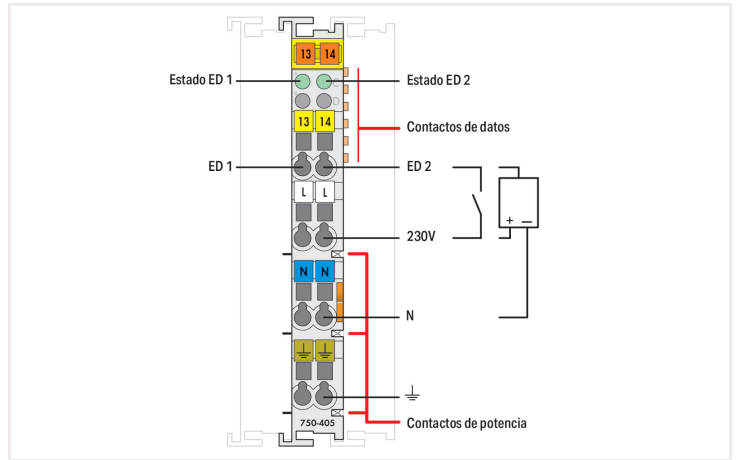 13 14
Estado ED 1
Estado ED 2
C
D
Contactos de datos
13 14
ED 1
ED 2
L L
+ –
230V
N N
N
750-405
Contactos de potencia